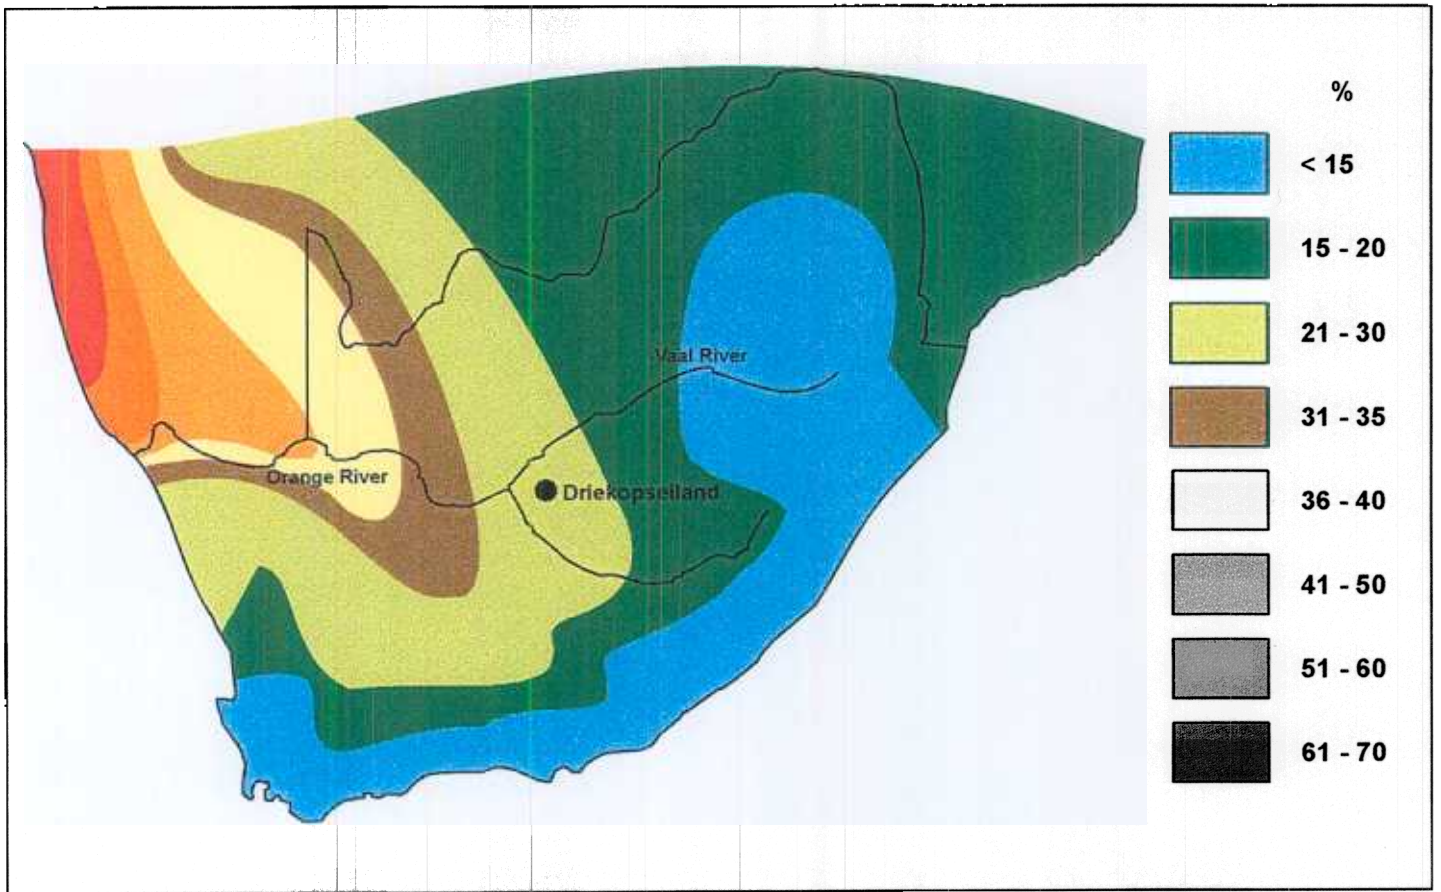 %
< 15
15 - 20
21 - 30
31 - 35
36 - 40
41 - 50
51 - 60
61 - 70
Vaal River
Orange River
Driekopseiland